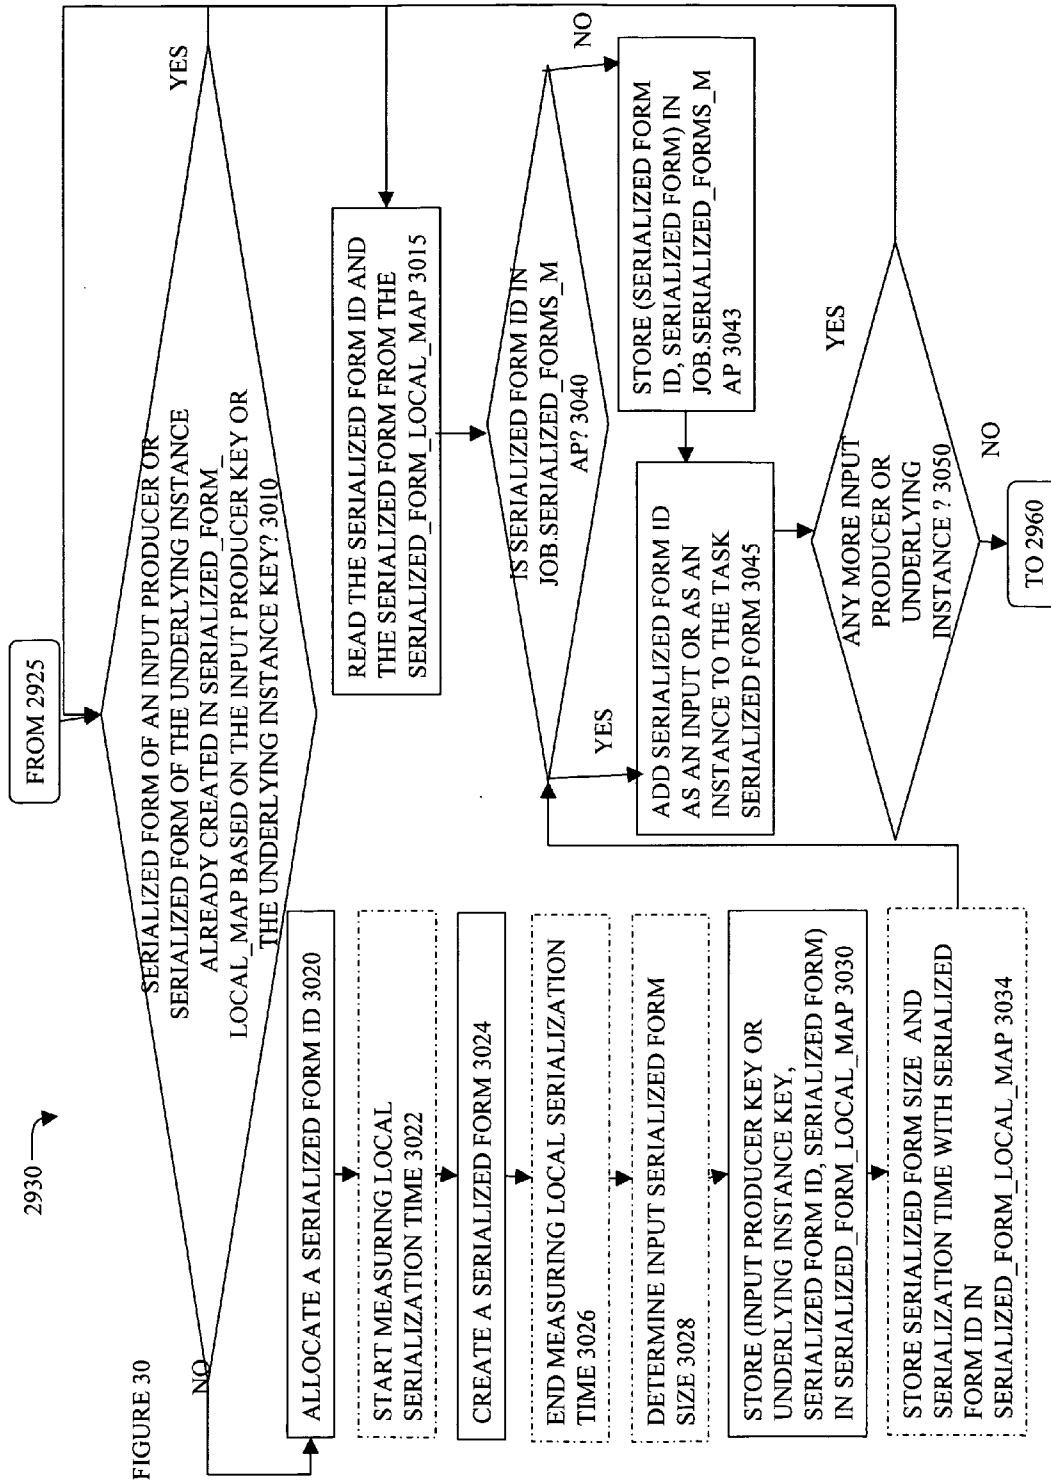 FIGURE 30
2930
FROM 2925
SERIALIZED FORM OF AN INPUT PRODUCER OR
SERIALIZED FORM OF THE UNDERLYING INSTANCE
ALREADY CREATED IN SERIALIZED_FORM_
LOCAL_MAP BASED ON THE INPUT PRODUCER KEY OR
THE UNDERLYING INSTANCE KEY? 3010
NO
YES
ALLOCATE A SERIALIZED FORM ID 3020
START MEASURING LOCAL
SERIALIZATION TIME 3022
CREATE A SERIALIZED FORM 3024
END MEASURING LOCAL SERIALIZATION
TIME 3026
DETERMINE INPUT SERIALIZED FORM
SIZE 3028
STORE (INPUT PRODUCER KEY OR
UNDERLYING INSTANCE KEY,
SERIALIZED FORM ID, SERIALIZED FORM)
IN SERIALIZED_FORM_LOCAL_MAP 3030
STORE SERIALIZED FORM SIZE AND
SERIALIZATION TIME WITH SERIALIZED
FORM ID IN
SERIALIZED_FORM_LOCAL_MAP 3034
READ THE SERIALIZED FORM ID AND
THE SERIALIZED FORM FROM THE
SERIALIZED_FORM_LOCAL_MAP 3015
IS SERIALIZED FORM ID IN
JOB.SERIALIZED_FORMS_M
AP? 3040
YES
NO
STORE (SERIALIZED FORM
ID, SERIALIZED FORM) IN
JOB.SERIALIZED_FORMS_M
AP 3043
ADD SERIALIZED FORM ID
AS AN INPUT OR AS AN
INSTANCE TO THE TASK
SERIALIZED FORM 3045
ANY MORE INPUT
PRODUCER OR
UNDERLYING
INSTANCE ? 3050
YES
NO
TO 2960